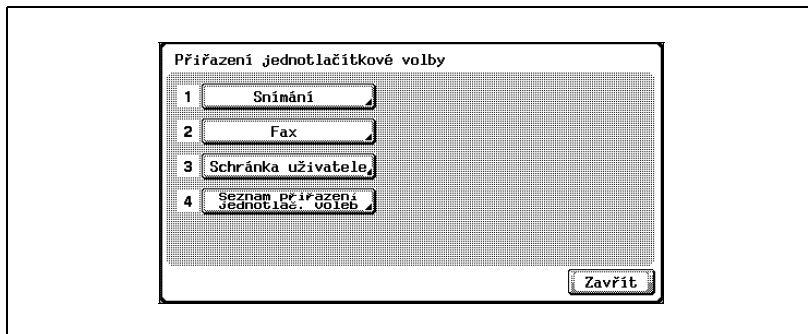 Přiřazení jednotlačítkové volby
1 Snímání
2 Fax
3 Schránka uživatele
4 Seznam přiřazení
jednotlač. voleb
Zavřít